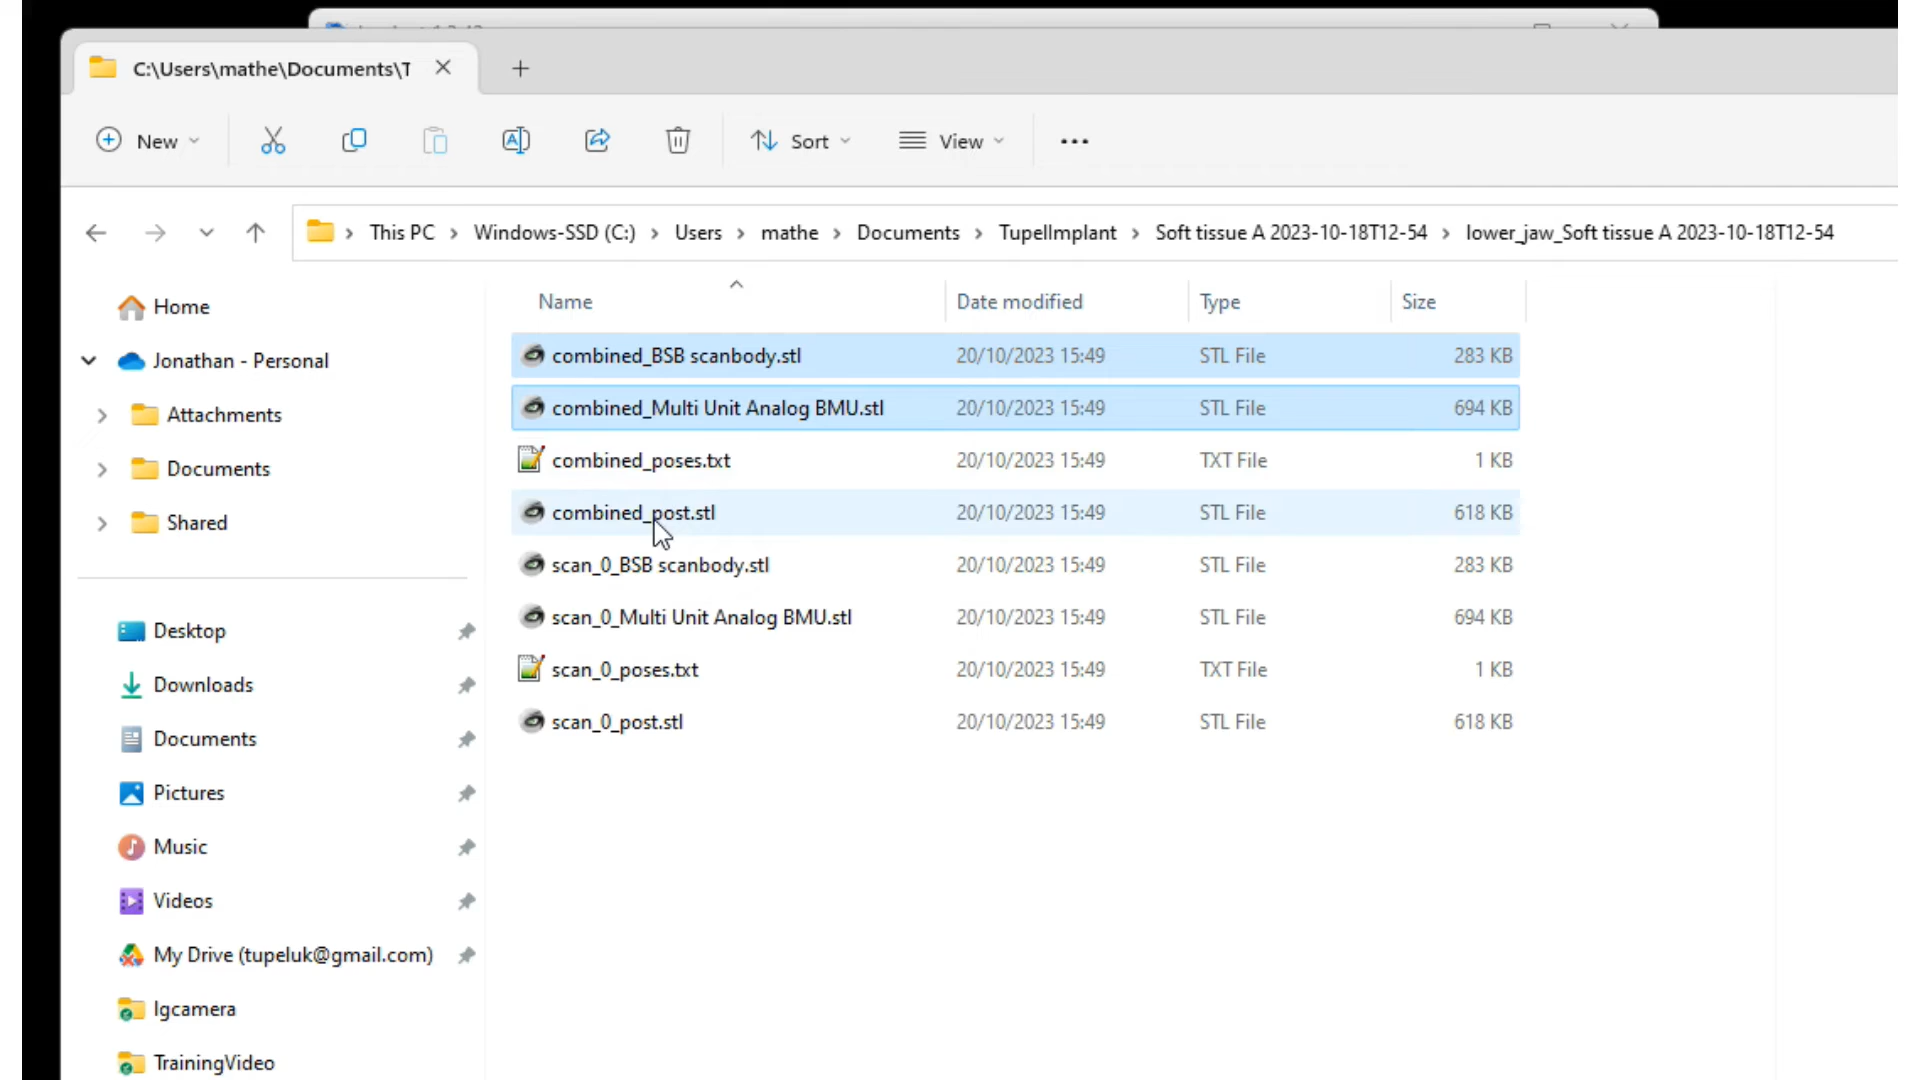 C:\Users\mathe\Documents\T
New
Sort
View
This PC > Windows-SSD (C:) > Users > mathe > Documents > TupelImplant > Soft tissue A 2023-10-18T12-54 > lower_jaw_Soft tissue A 2023-10-18T12-54
Home
Jonathan - Personal
Attachments
Documents
Shared
Desktop
Downloads
Documents
Pictures
Music
Videos
My Drive (tupeluk@gmail.com)
Igcamera
TrainingVideo
Name Date modified Type Size
combined_BSB scanbody.stl 20/10/2023 15:49 STL File 283 KB
combined_Multi Unit Analog BMU.stl 20/10/2023 15:49 STL File 694 KB
combined_poses.txt 20/10/2023 15:49 TXT File 1 KB
combined_post.stl 20/10/2023 15:49 STL File 618 KB
scan_0_BSB scanbody.stl 20/10/2023 15:49 STL File 283 KB
scan_0_Multi Unit Analog BMU.stl 20/10/2023 15:49 STL File 694 KB
scan_0_poses.txt 20/10/2023 15:49 TXT File 1 KB
scan_0_post.stl 20/10/2023 15:49 STL File 618 KB